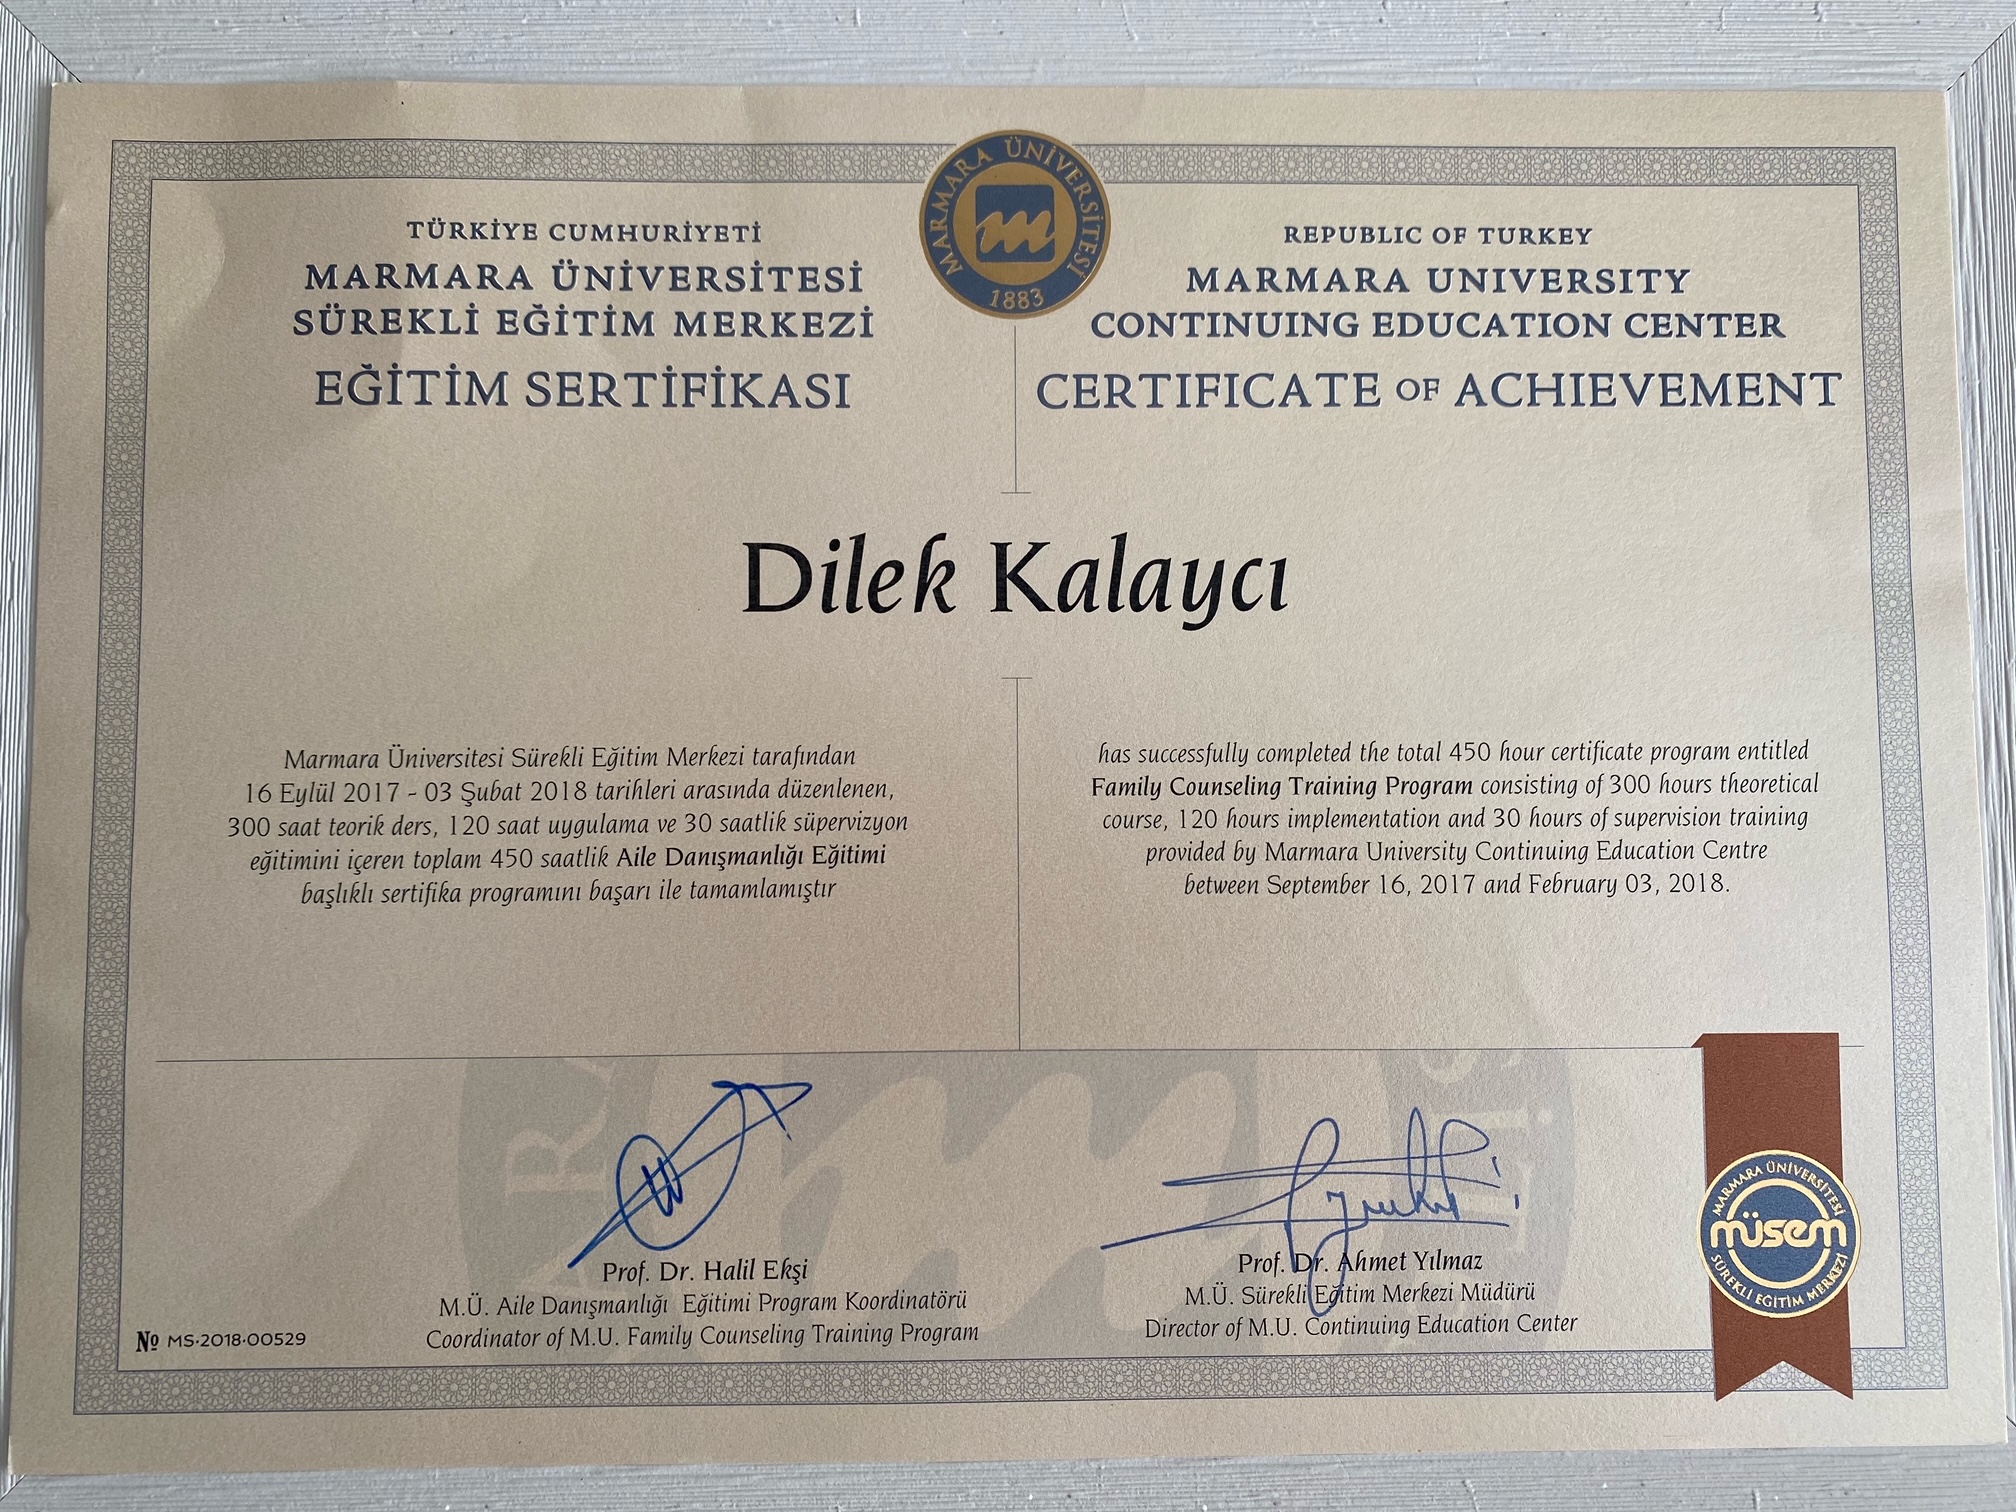 MARMARA ÜNİVERSİTESİ
m
1883
TÜRKİYE CUMHURİYETİ
MARMARA ÜNİVERSİTESİ
SÜREKLİ EĞİTİM MERKEZİ
EĞİTİM SERTİFİKASI
REPUBLIC OF TURKEY
MARMARA UNIVERSITY
CONTINUING EDUCATION CENTER
CERTIFICATE OF ACHIEVEMENT
Dilek Kalaycı
Marmara Üniversitesi Sürekli Eğitim Merkezi tarafından
16 Eylül 2017 - 03 Şubat 2018 tarihleri arasında düzenlenen,
300 saat teorik ders, 120 saat uygulama ve 30 saatlik süpervizyon
eğitimini içeren toplam 450 saatlik Aile Danışmanlığı Eğitimi
başlıklı sertifika programını başarı ile tamamlamıştır
has successfully completed the total 450 hour certificate program entitled
Family Counseling Training Program consisting of 300 hours theoretical
course, 120 hours implementation and 30 hours of supervision training
provided by Marmara University Continuing Education Centre
between September 16, 2017 and February 03, 2018.
Prof. Dr. Halil Ekşi
M.Ü. Aile Danışmanlığı Eğitimi Program Koordinatörü
Coordinator of M.U. Family Counseling Training Program
Prof. Dr. Ahmet Yılmaz
M.Ü. Sürekli Eğitim Merkezi Müdürü
Director of M.U. Continuing Education Center
№ MS-2018-00529
MARMARA ÜNİVERSİTESİ
müsem
SÜREKLİ EĞİTİM MERKEZİ